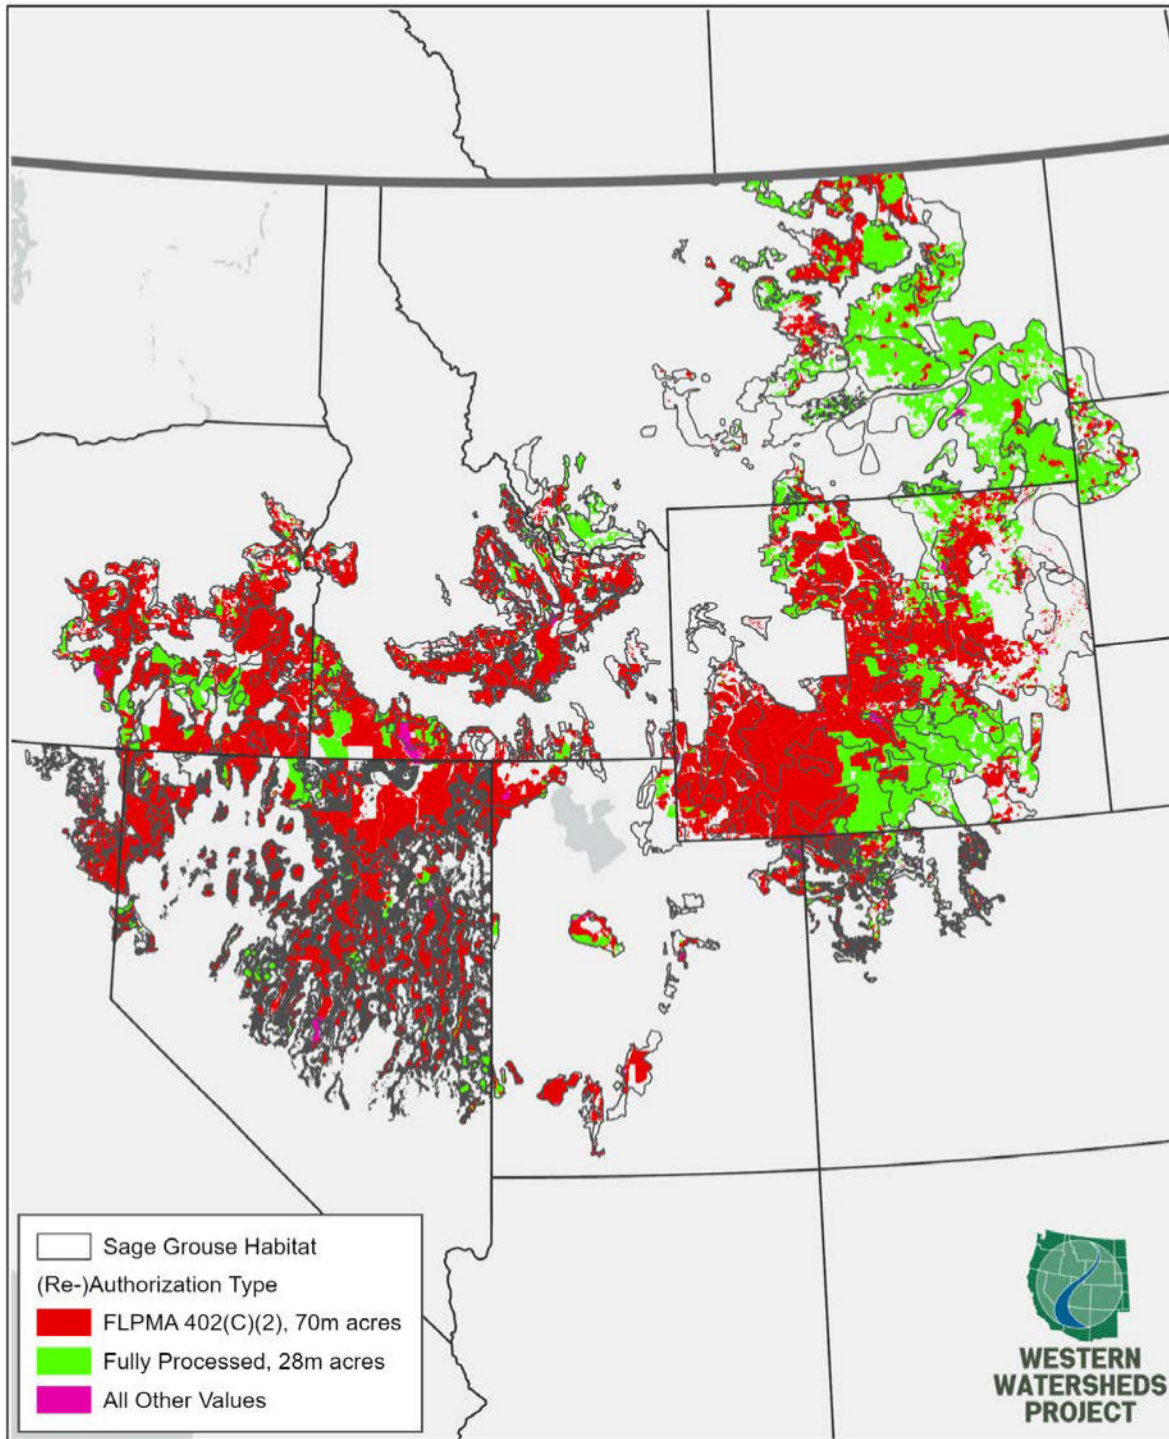 Sage Grouse Habitat
(Re-)Authorization Type
FLPMA 402(C)(2), 70m acres
Fully Processed, 28m acres
All Other Values
WESTERN
WATERSHEDS
PROJECT